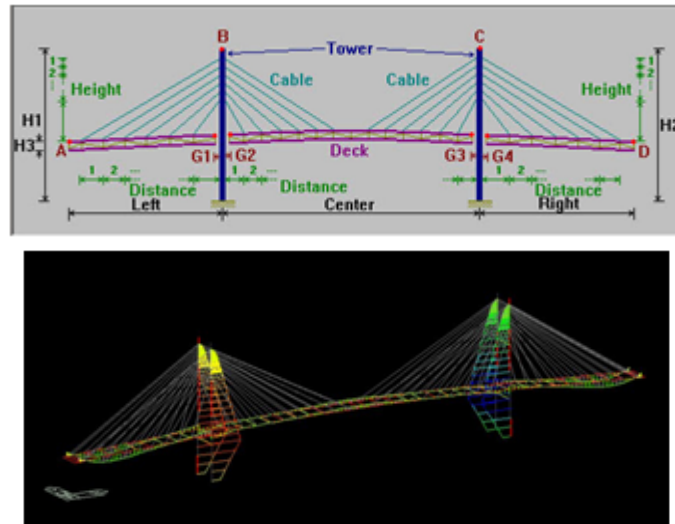 B
C
Tower
1
2
...
Height
Cable
Cable
1
2
...
Height
H1
H3
H2
A
D
G1
G2
Deck
G3
G4
1 2 ...
1 2 ...
1 2 ...
Distance
Distance
Distance
Left
Center
Right